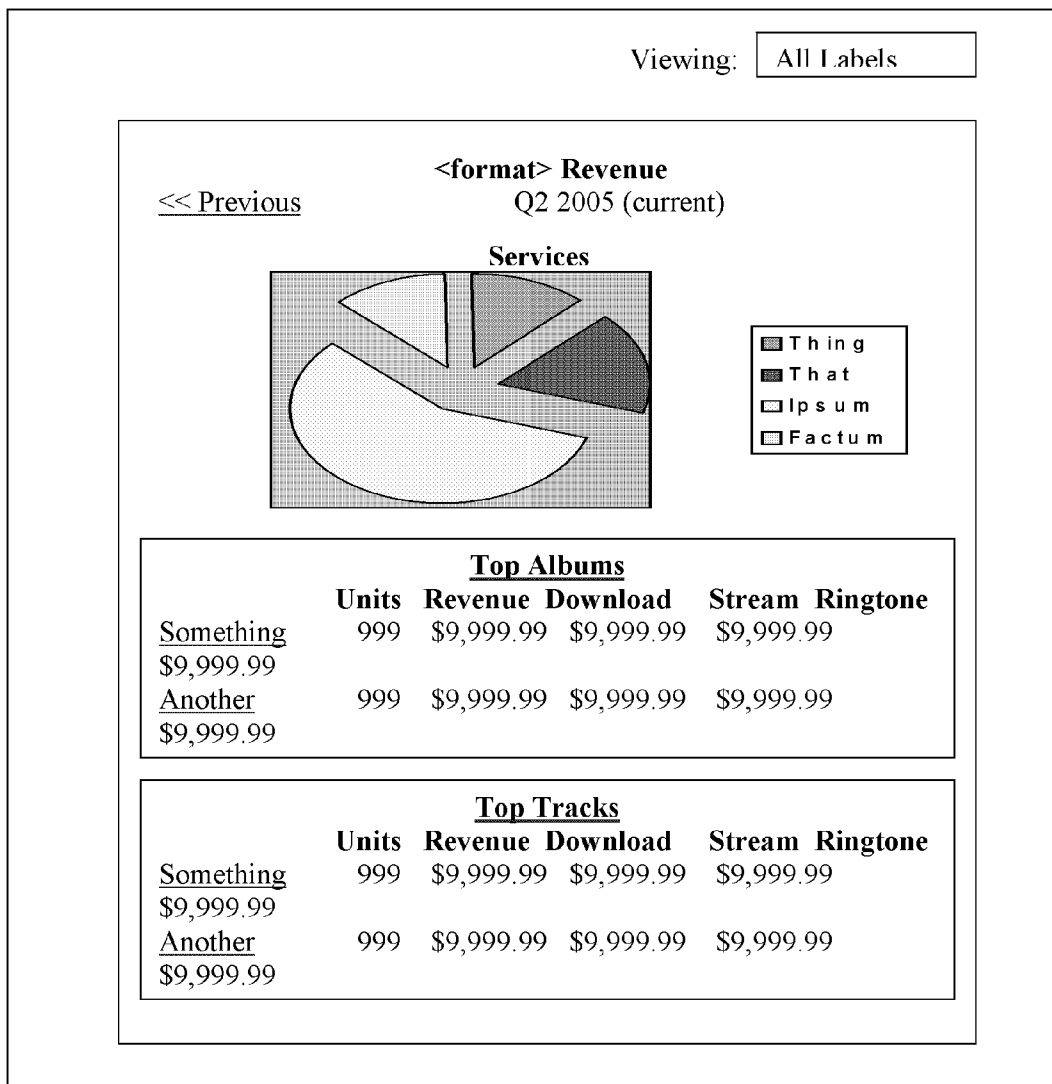 Viewing: All Labels
<format> Revenue
<< Previous Q2 2005 (current)
Services
Thing
That
Ipsum
Factum
Top Albums
Units Revenue Download Stream Ringtone
Something 999 $9,999.99 $9,999.99 $9,999.99
$9,999.99
Another 999 $9,999.99 $9,999.99 $9,999.99
$9,999.99
Top Tracks
Units Revenue Download Stream Ringtone
Something 999 $9,999.99 $9,999.99 $9,999.99
$9,999.99
Another 999 $9,999.99 $9,999.99 $9,999.99
$9,999.99